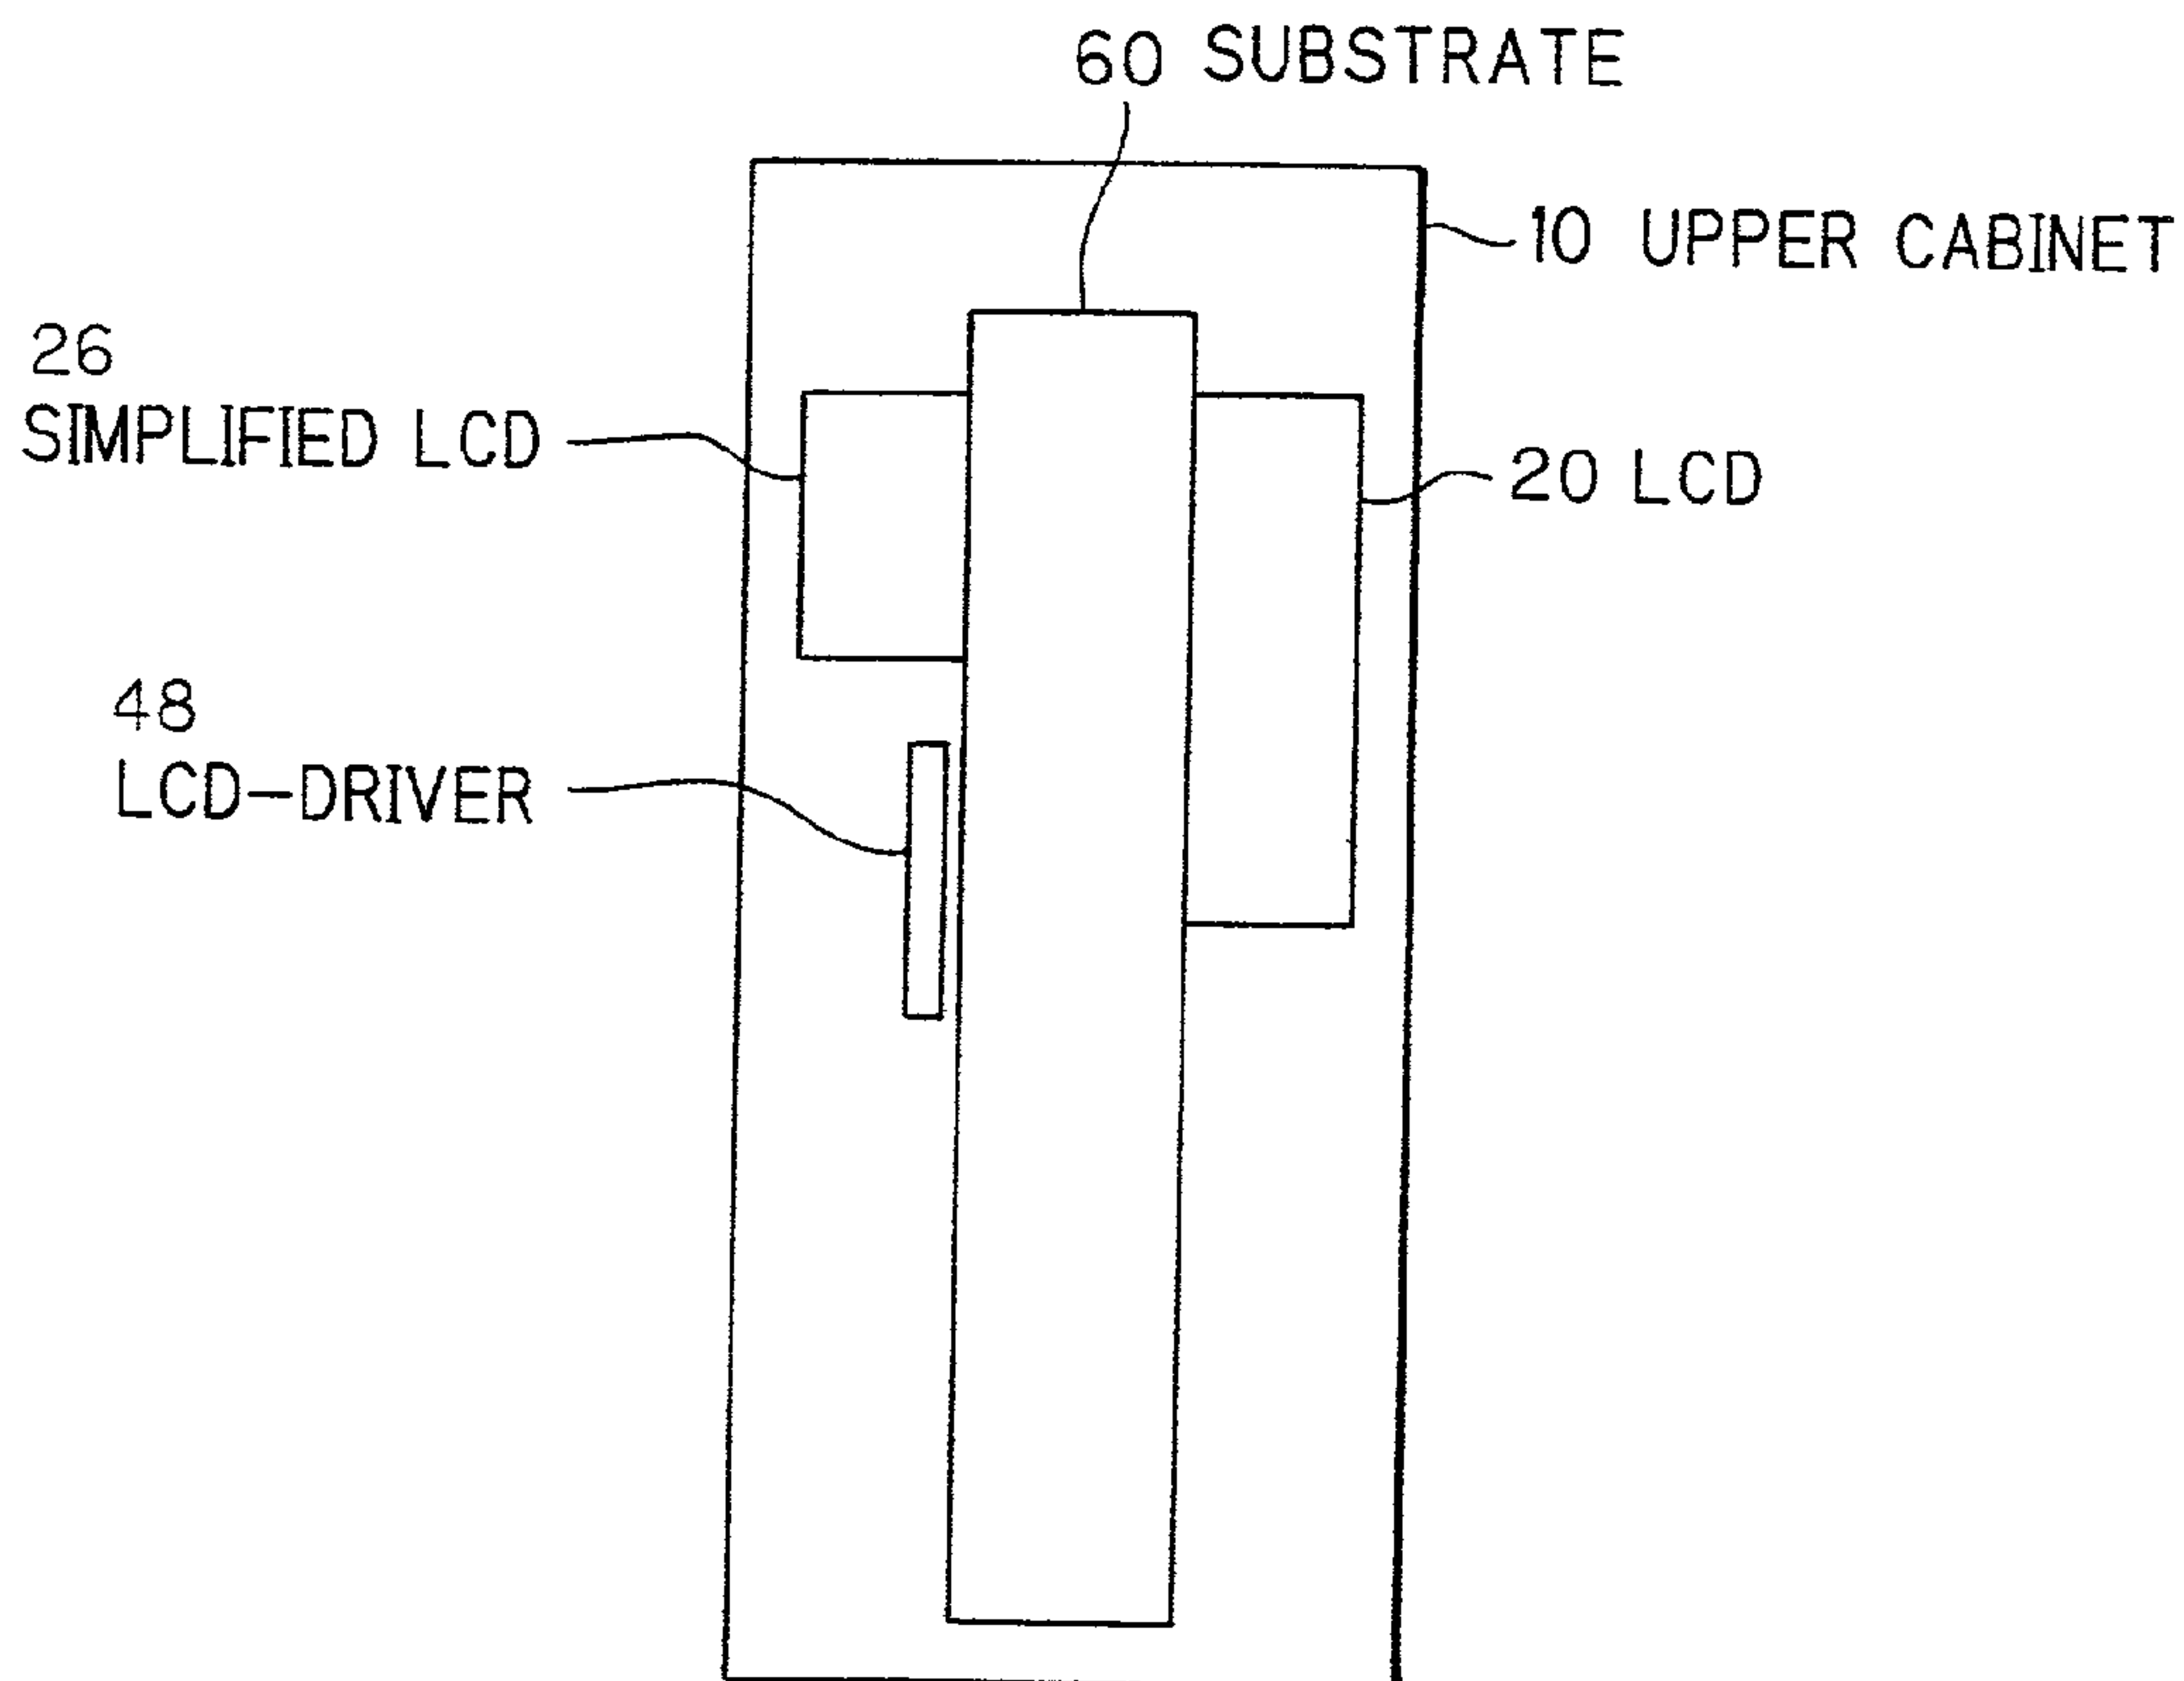 60 SUBSTRATE
10 UPPER CABINET
26
SIMPLIFIED LCD
20 LCD
48
LCD-DRIVER